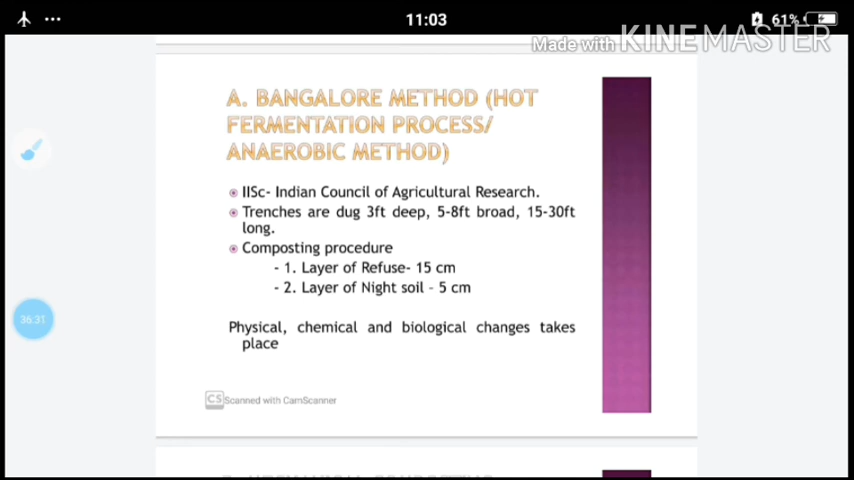 11:03
61%
Made with KINEMASTER
A. BANGALORE METHOD (HOT
FERMENTATION PROCESS/
ANAEROBIC METHOD)
IISc- Indian Council of Agricultural Research.
Trenches are dug 3ft deep, 5-8ft broad, 15-30ft
long.
Composting procedure
- 1. Layer of Refuse- 15 cm
- 2. Layer of Night soil - 5 cm
36:31
Physical, chemical and biological changes takes
place
CS Scanned with CamScanner